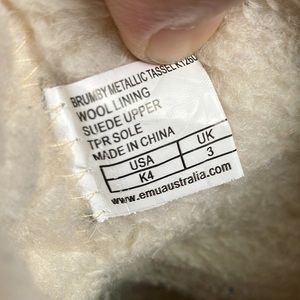 BRUMBY METALLIC TASSEL K1260
WOOL LINING
SUEDE UPPER
TPR SOLE
MADE IN CHINA
USA UK
K4 3
www.emuaustralia.com